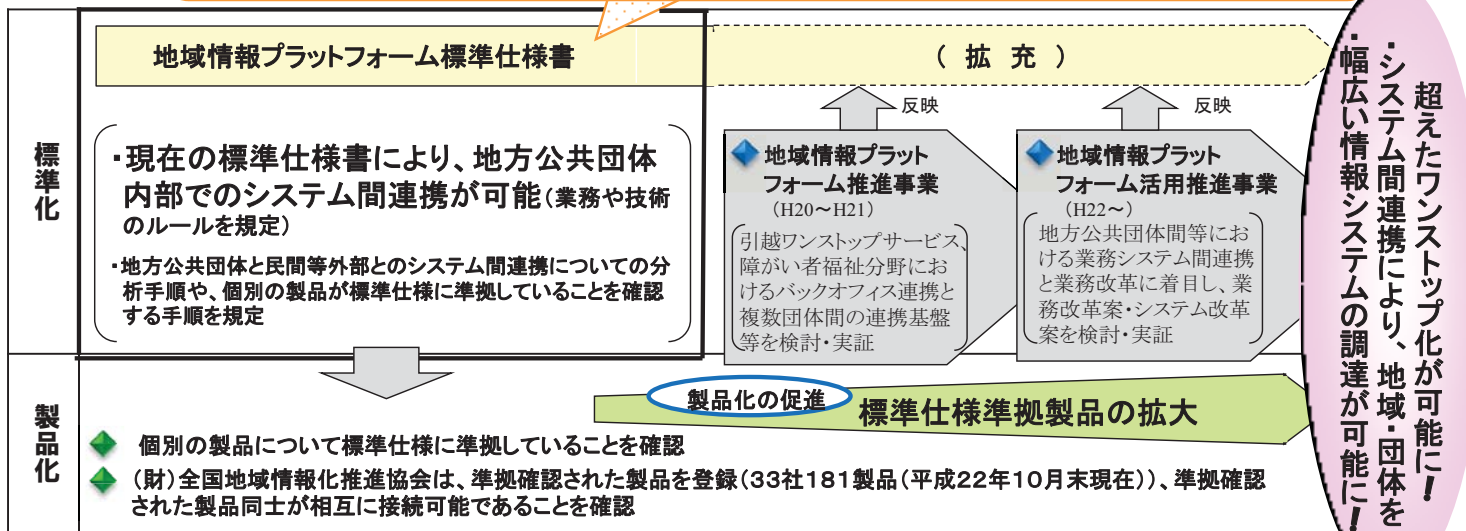 標準化
地域情報プラットフォーム標準仕様書
(拡充)
・現在の標準仕様書により、地方公共団体
内部でのシステム間連携が可能(業務や技術
のルールを規定)
・地方公共団体と民間等外部とのシステム間連携についての分
析手順や、個別の製品が標準仕様に準拠していることを確認
する手順を規定
反映
地域情報プラット
フォーム推進事業
(H20~H21)
引越ワンストップサービス、
障がい者福祉分野にお
けるバックオフィス連携と
複数団体間の連携基盤
等を検討・実証
反映
地域情報プラット
フォーム活用推進事業
(H22~)
地方公共団体間等にお
ける業務システム間連携
と業務改革に着目し、業
務改革案・システム改革
案を検討・実証
製品化
製品化の促進
標準仕様準拠製品の拡大
個別の製品について標準仕様に準拠していることを確認
(財)全国地域情報化推進協会は、準拠確認された製品を登録(33社181製品(平成22年10月末現在))、準拠確認
された製品同士が相互に接続可能であることを確認
・システム間連携により、地域・団体を
超えたワンストップ化が可能に!
・幅広い情報システムの調達が可能に!